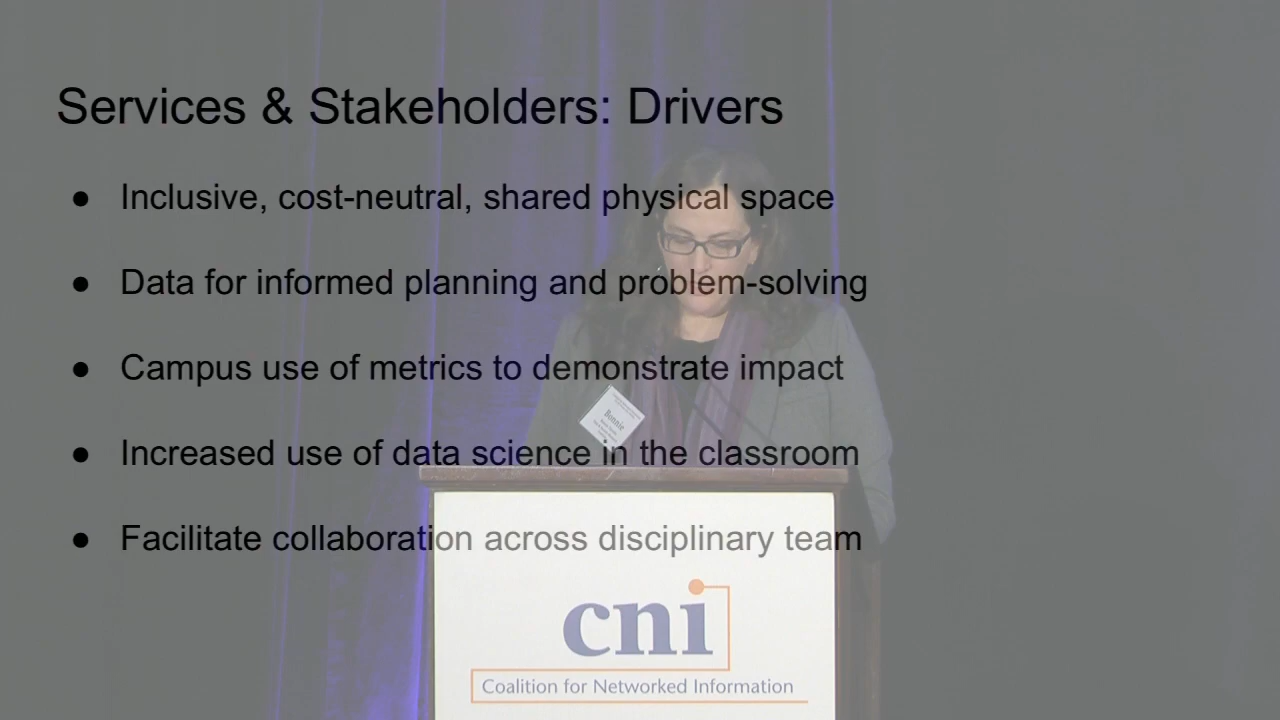 Services & Stakeholders: Drivers
● Inclusive, cost-neutral, shared physical space
● Data for informed planning and problem-solving
● Campus use of metrics to demonstrate impact
● Increased use of data science in the classroom
● Facilitate collaboration across disciplinary team
Bonnie
cni
Coalition for Networked Information